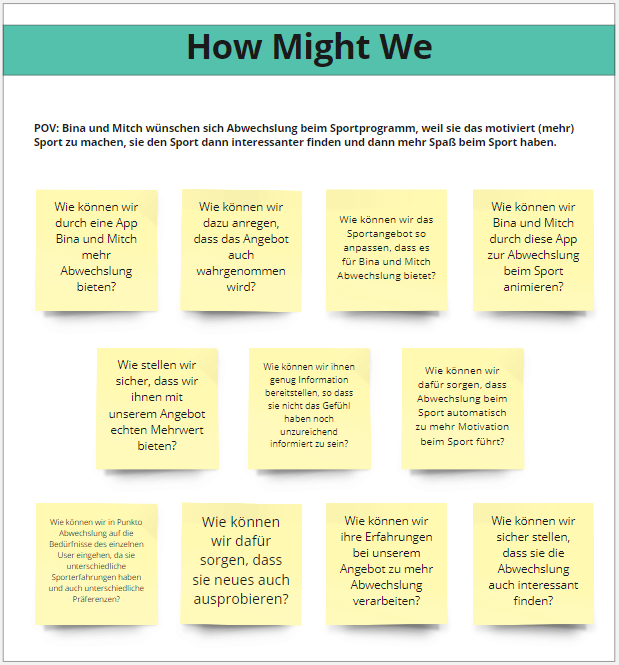 How Might We
POV: Bina und Mitch wünschen sich Abwechslung beim Sportprogramm, weil sie das motiviert (mehr)
Sport zu machen, sie den Sport dann interessanter finden und dann mehr Spaß beim Sport haben.
Wie können wir
durch eine App
Bina und Mitch
mehr
Abwechslung
bieten?
Wie können wir
dazu anregen,
dass das Angebot
auch
wahrgenommen
wird?
Wie können wir das
Sportangebot so
anpassen, dass es
für Bina und Mitch
Abwechslung bietet?
Wie können wir
Bina und Mitch
durch diese App
zur Abwechslung
beim Sport
animieren?
Wie stellen wir
sicher, dass wir
ihnen mit
unserem Angebot
echten Mehrwert
bieten?
Wie können wir ihnen
genug Information
bereitstellen, so dass
sie nicht das Gefühl
haben noch
unzureichend
informiert zu sein?
Wie können wir
dafür sorgen, dass
Abwechslung beim
Sport automatisch
zu mehr Motivation
beim Sport führt?
Wie können wir in Punkto
Abwechslung auf die
Bedürfnisse des einzelnen
User eingehen, da sie
unterschiedliche
Sporterfahrungen haben
und auch unterschiedliche
Präferenzen?
Wie können
wir dafür
sorgen, dass
sie neues auch
ausprobieren?
Wie können wir
ihre Erfahrungen
bei unserem
Angebot zu mehr
Abwechslung
verarbeiten?
Wie können wir
sicher stellen,
dass sie die
Abwechslung
auch interessant
finden?